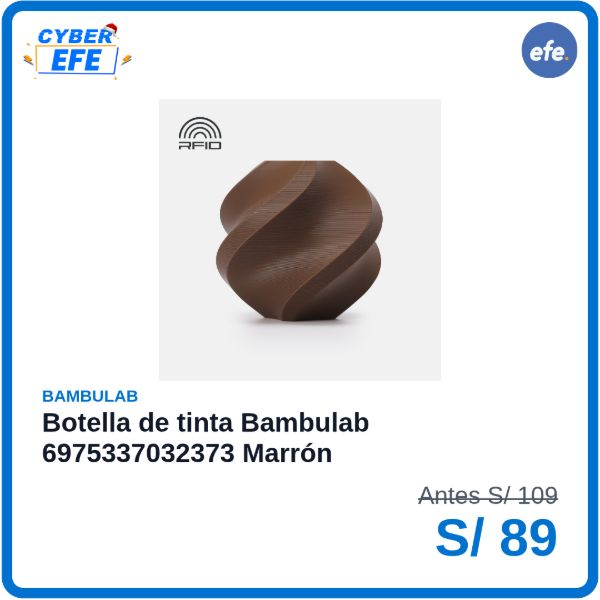 CYBER
EFE
efe.
RFID
BAMBULAB
Botella de tinta Bambulab
6975337032373 Marrón
Antes S/ 109
S/ 89